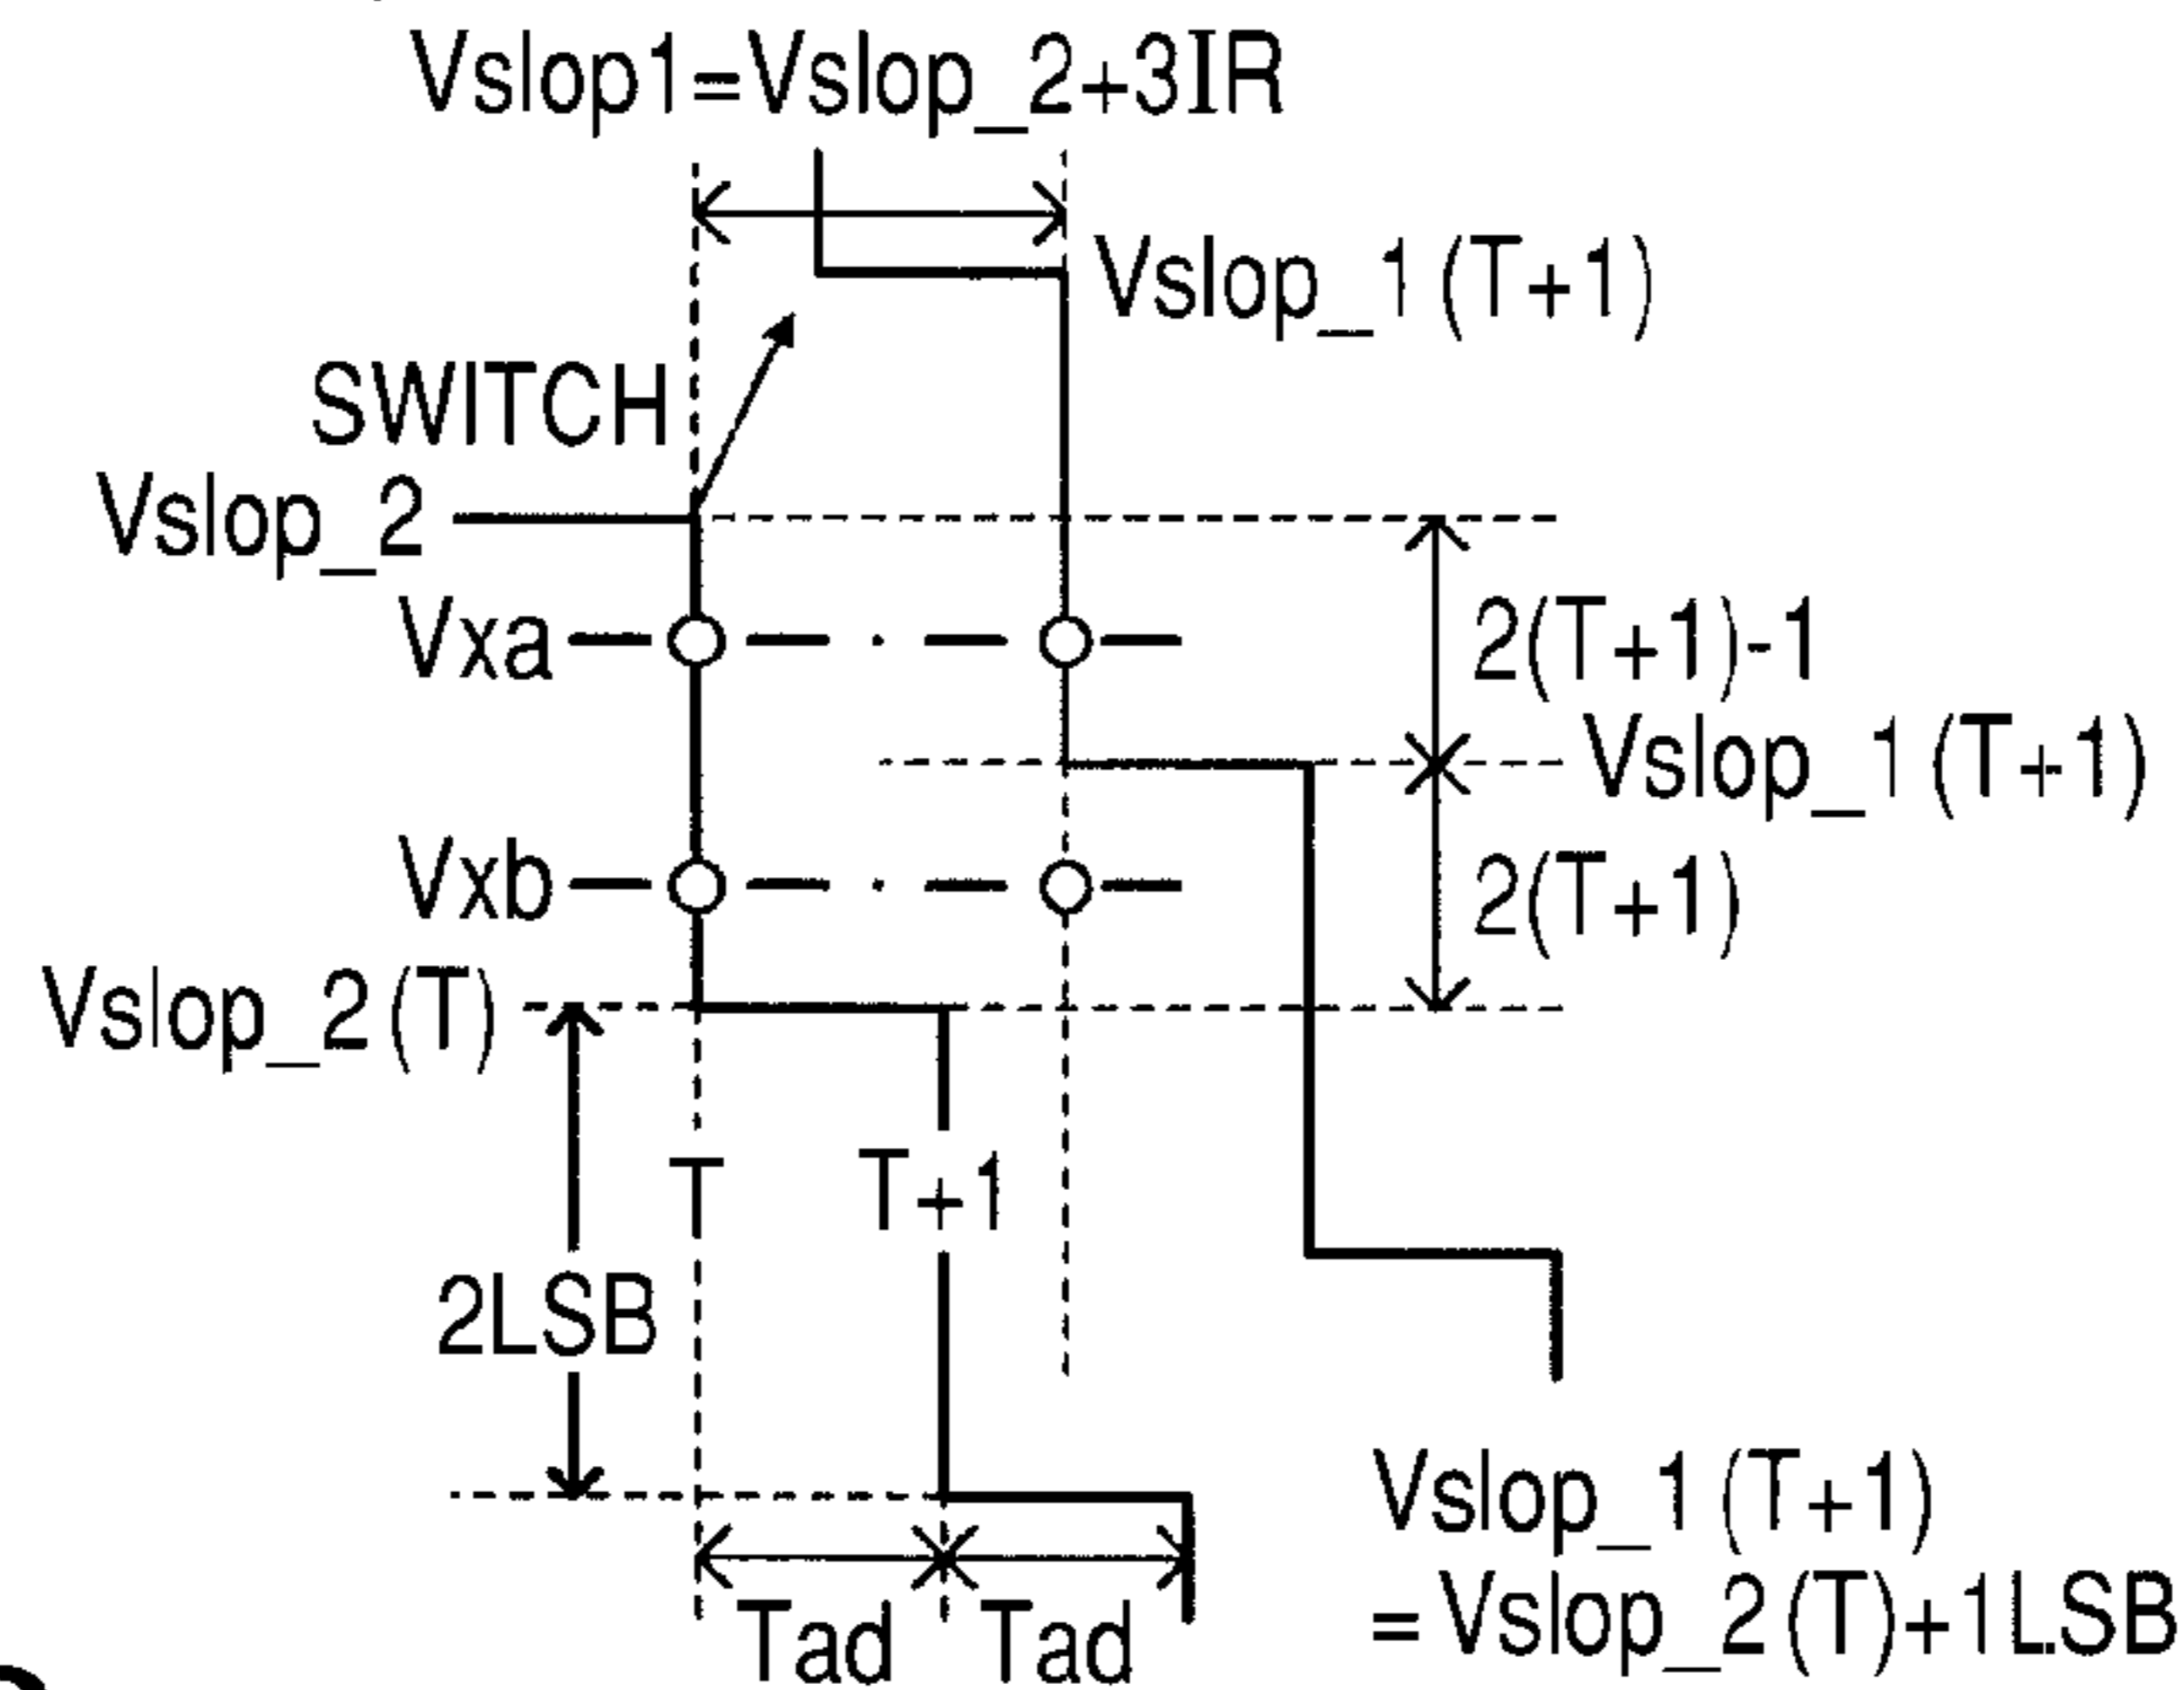 Vslop1=Vslop_2+3IR
Vslop_1(T+1)
SWITCH
Vslop_2
Vxa
2(T+1)-1
Vslop_1(T+1)
Vxb
2(T+1)
Vslop_2(T)
T
T+1
2LSB
Vslop_1(T+1)
=Vslop_2(T)+1LSB
Tad
Tad